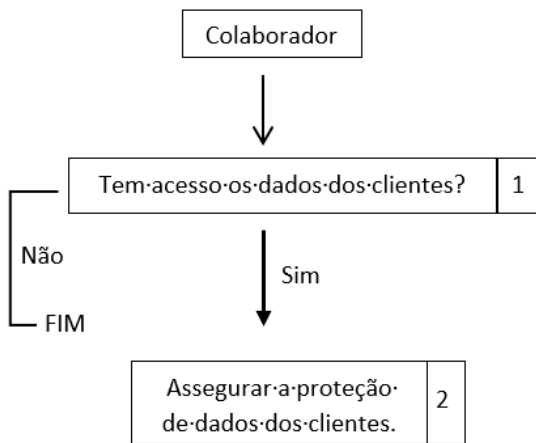 Colaborador
Tem·acesso·os·dados·dos·clientes? 1
Não
Sim
FIM
Assegurar·a·proteção·
de·dados·dos·clientes. 2